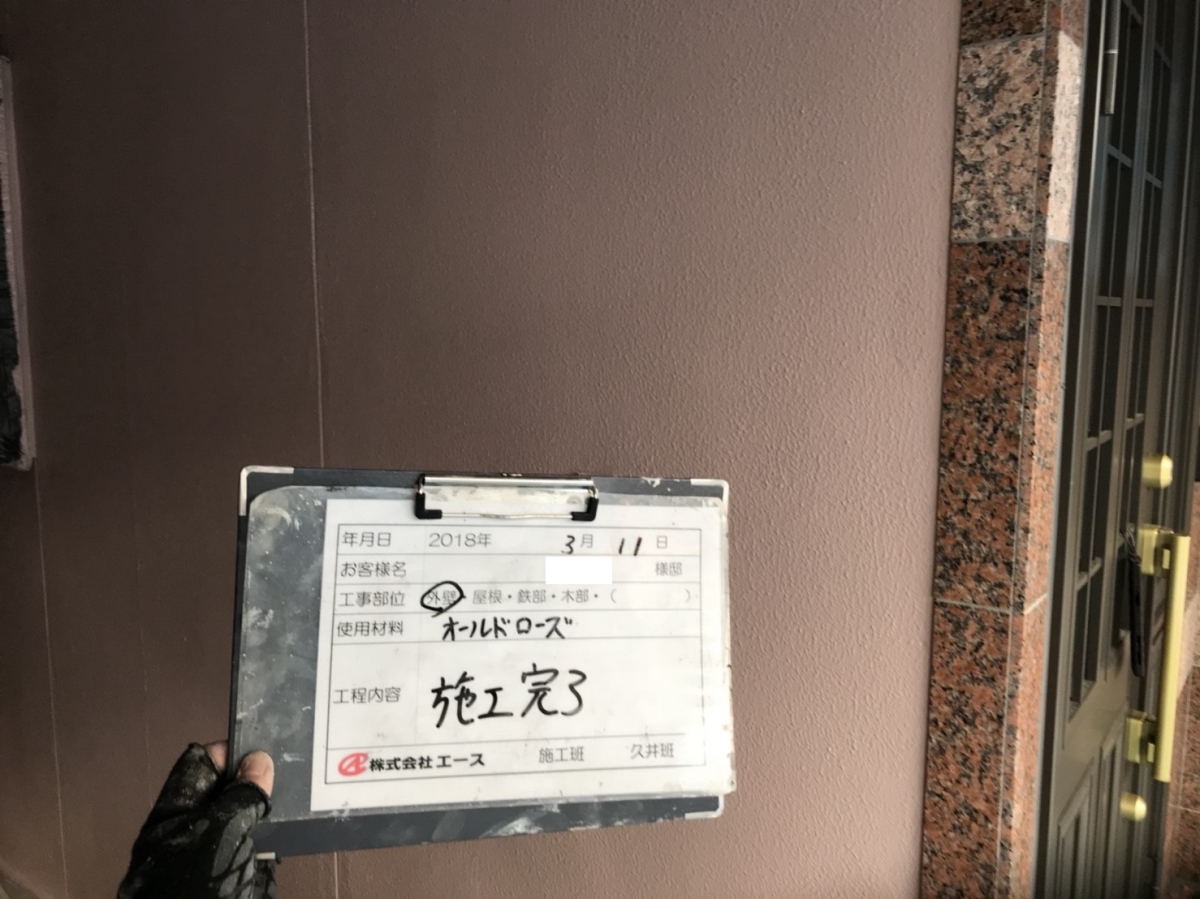 年月日 2018年 3月 11日
お客様名 様邸
工事部位 外壁・屋根・鉄部・木部・（ ）
使用材料 オールドローズ
工程内容 施工完了
株式会社エース 施工班 久井班